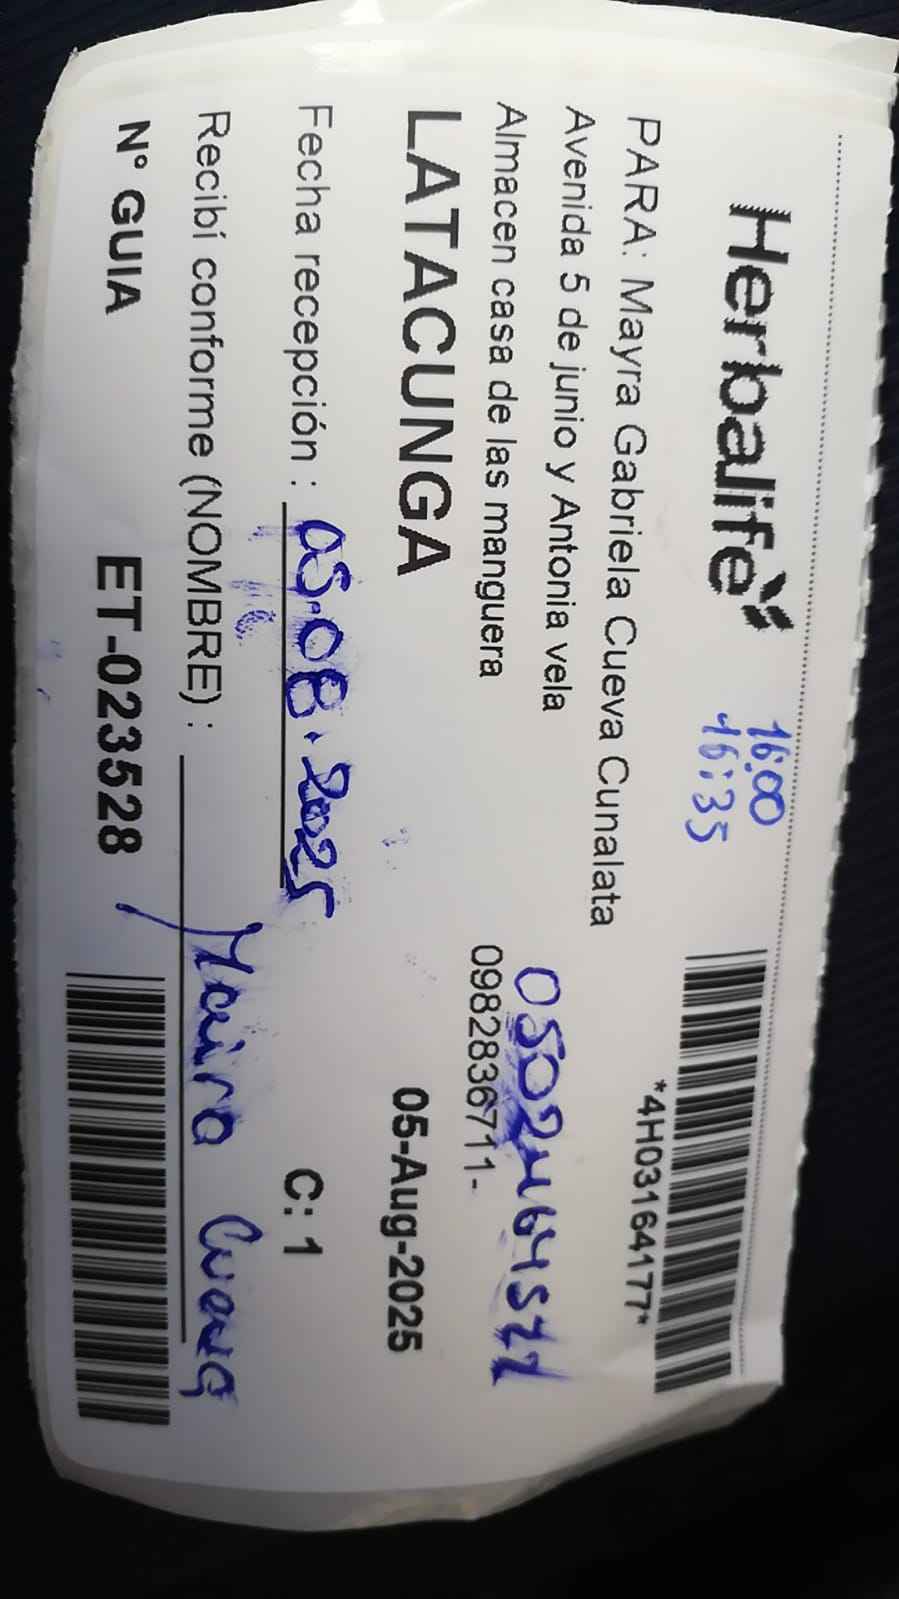 Herbalife
16:00
16:35
*4H03164177*
PARA: Mayra Gabriela Cueva Cunalata
Avenida 5 de junio y Antonia vela
Almacen casa de las manguera
0982836711-
LATACUNGA
05-Aug-2025
Fecha recepción : 05.08.2025
C: 1
Recibí conforme (NOMBRE) : Maira Cueva
N° GUIA
ET-023528